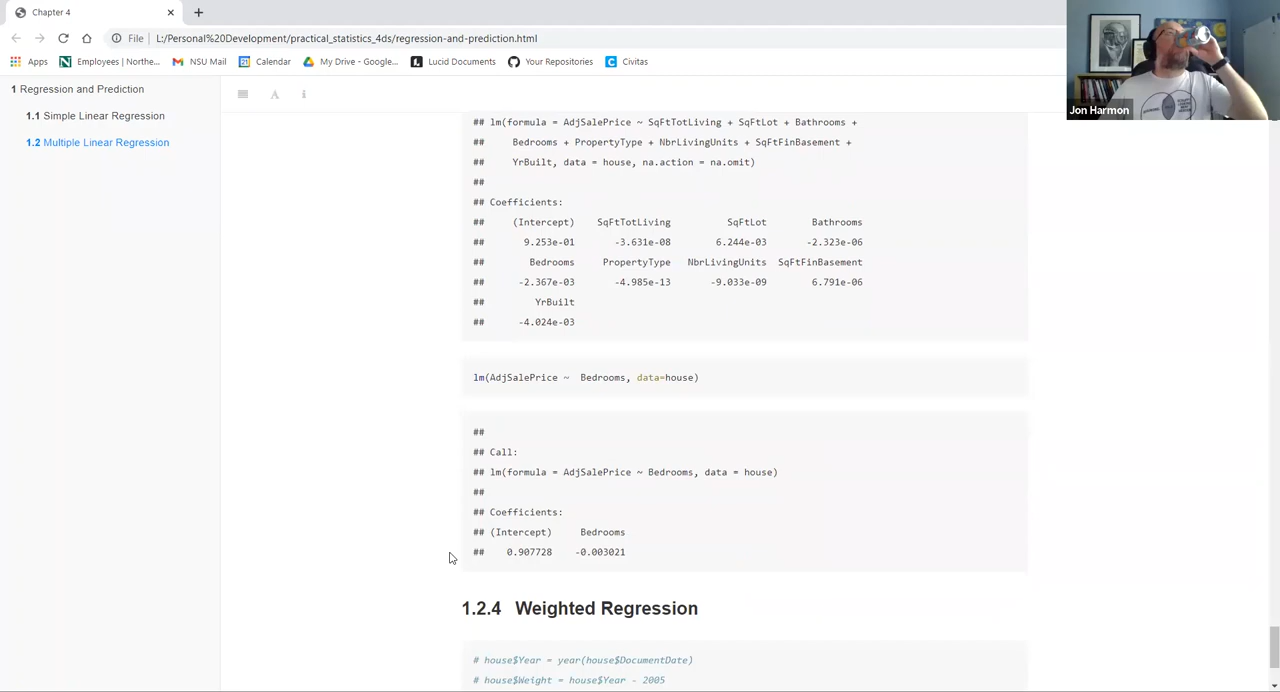 Chapter 4
File L:/Personal%20Development/practical_statistics_4ds/regression-and-prediction.html
Apps Employees (Northe... NSU Mail Calendar My Drive - Google... Lucid Documents Your Repositories Civitas
Jon Harmon
1 Regression and Prediction
1.1 Simple Linear Regression
1.2 Multiple Linear Regression
## lm(formula = AdjSalePrice ~ SqFtTotLiving + SqFtLot + Bathrooms +
## Bedrooms + PropertyType + NbrLivingUnits + SqFtFinBasement +
## YrBuilt, data = house, na.action = na.omit)
##
## Coefficients:
## (Intercept) SqFtTotLiving SqFtLot Bathrooms
## 9.253e-01 -3.631e-08 6.244e-03 -2.323e-06
## Bedrooms PropertyType NbrLivingUnits SqFtFinBasement
## -2.367e-03 -4.985e-13 -9.033e-09 6.791e-06
## YrBuilt
## -4.024e-03
lm(AdjSalePrice ~ Bedrooms, data=house)
##
## Call:
## lm(formula = AdjSalePrice ~ Bedrooms, data = house)
##
## Coefficients:
## (Intercept) Bedrooms
## 0.907728 -0.003021
1.2.4 Weighted Regression
# house$Year = year(house$DocumentDate)
# house$Weight = house$Year - 2005